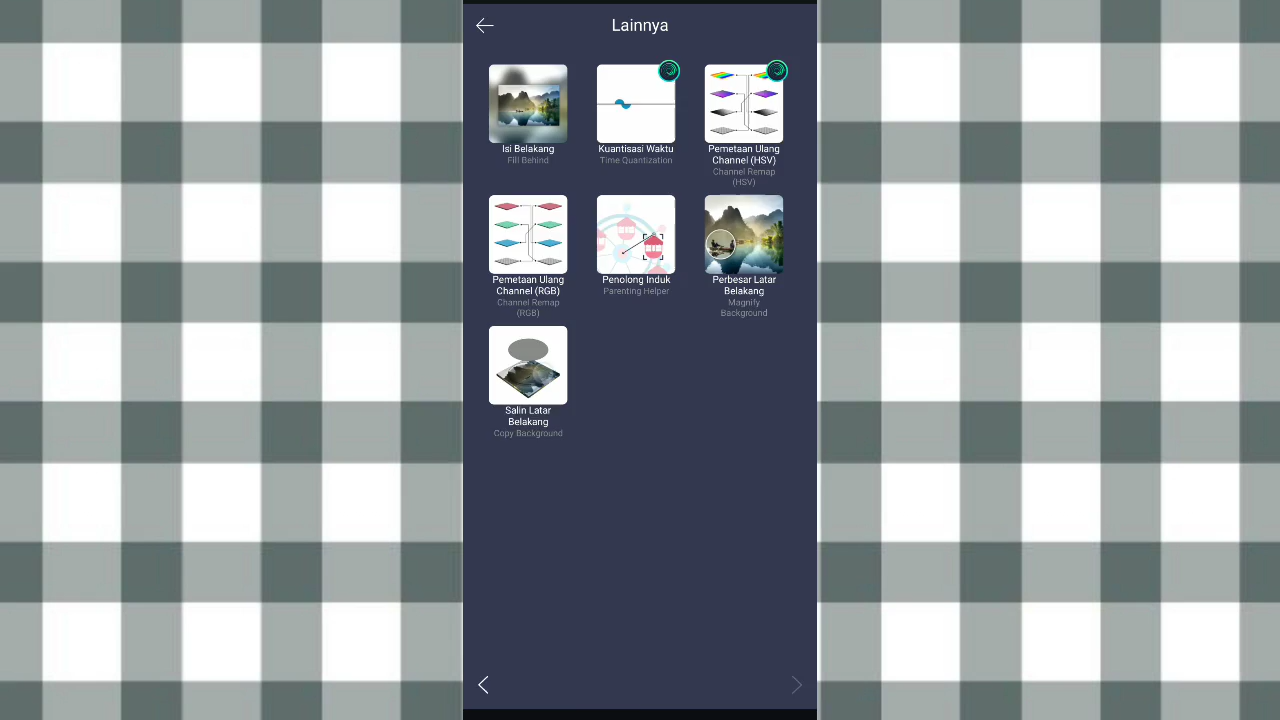 Lainnya
Isi Belakang
Fill Behind
Kuantisasi Waktu
Time Quantization
Pemetaan Ulang
Channel (HSV)
Channel Remap
(HSV)
Pemetaan Ulang
Channel (RGB)
Channel Remap
(RGB)
Penolong Induk
Parenting Helper
Perbesar Latar
Belakang
Magnify
Background
Salin Latar
Belakang
Copy Background